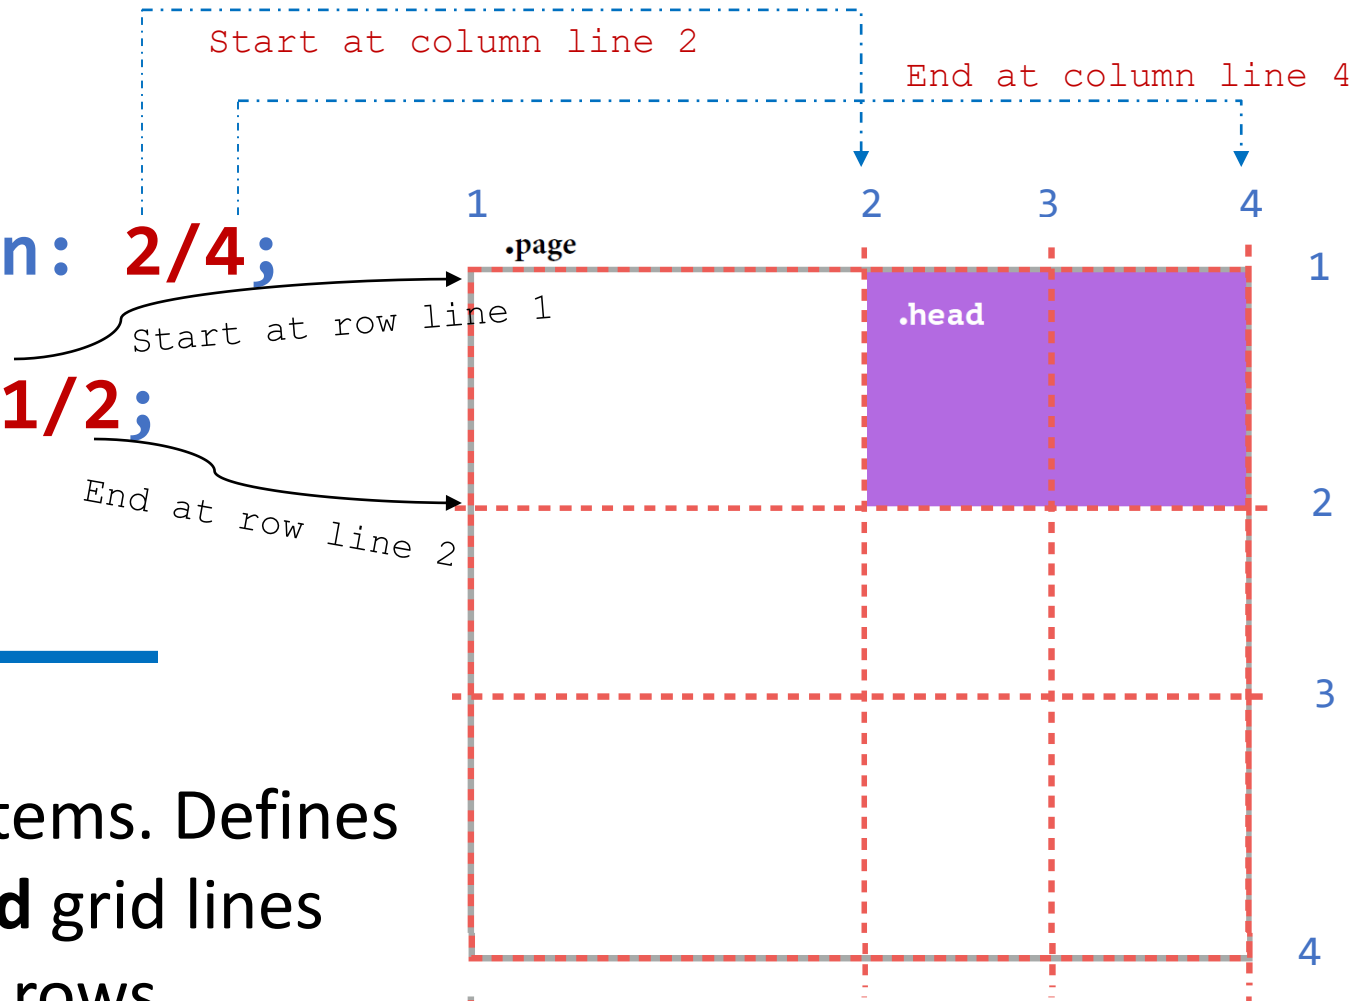 Start at column line 2
End at column line 4
1 2 3 4
n: 2/4;
.page
1
Start at row line 1
.head
1/2;
End at row line 2
2
3
tems. Defines
d grid lines
4
rows